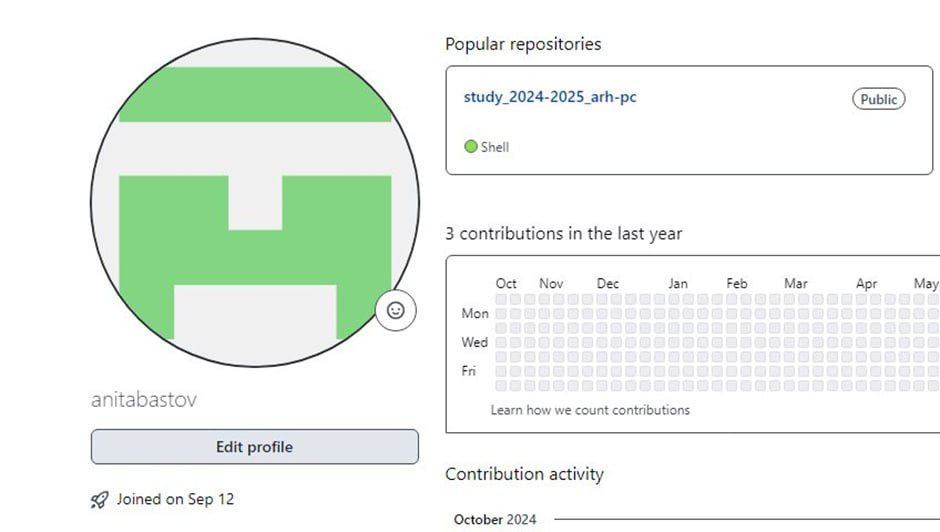 Popular repositories
study_2024-2025_arh-pc
Public
Shell
3 contributions in the last year
Oct Nov Dec Jan Feb Mar Apr May
Mon
Wed
Fri
Learn how we count contributions
anitabastov
Edit profile
Joined on Sep 12
Contribution activity
October 2024